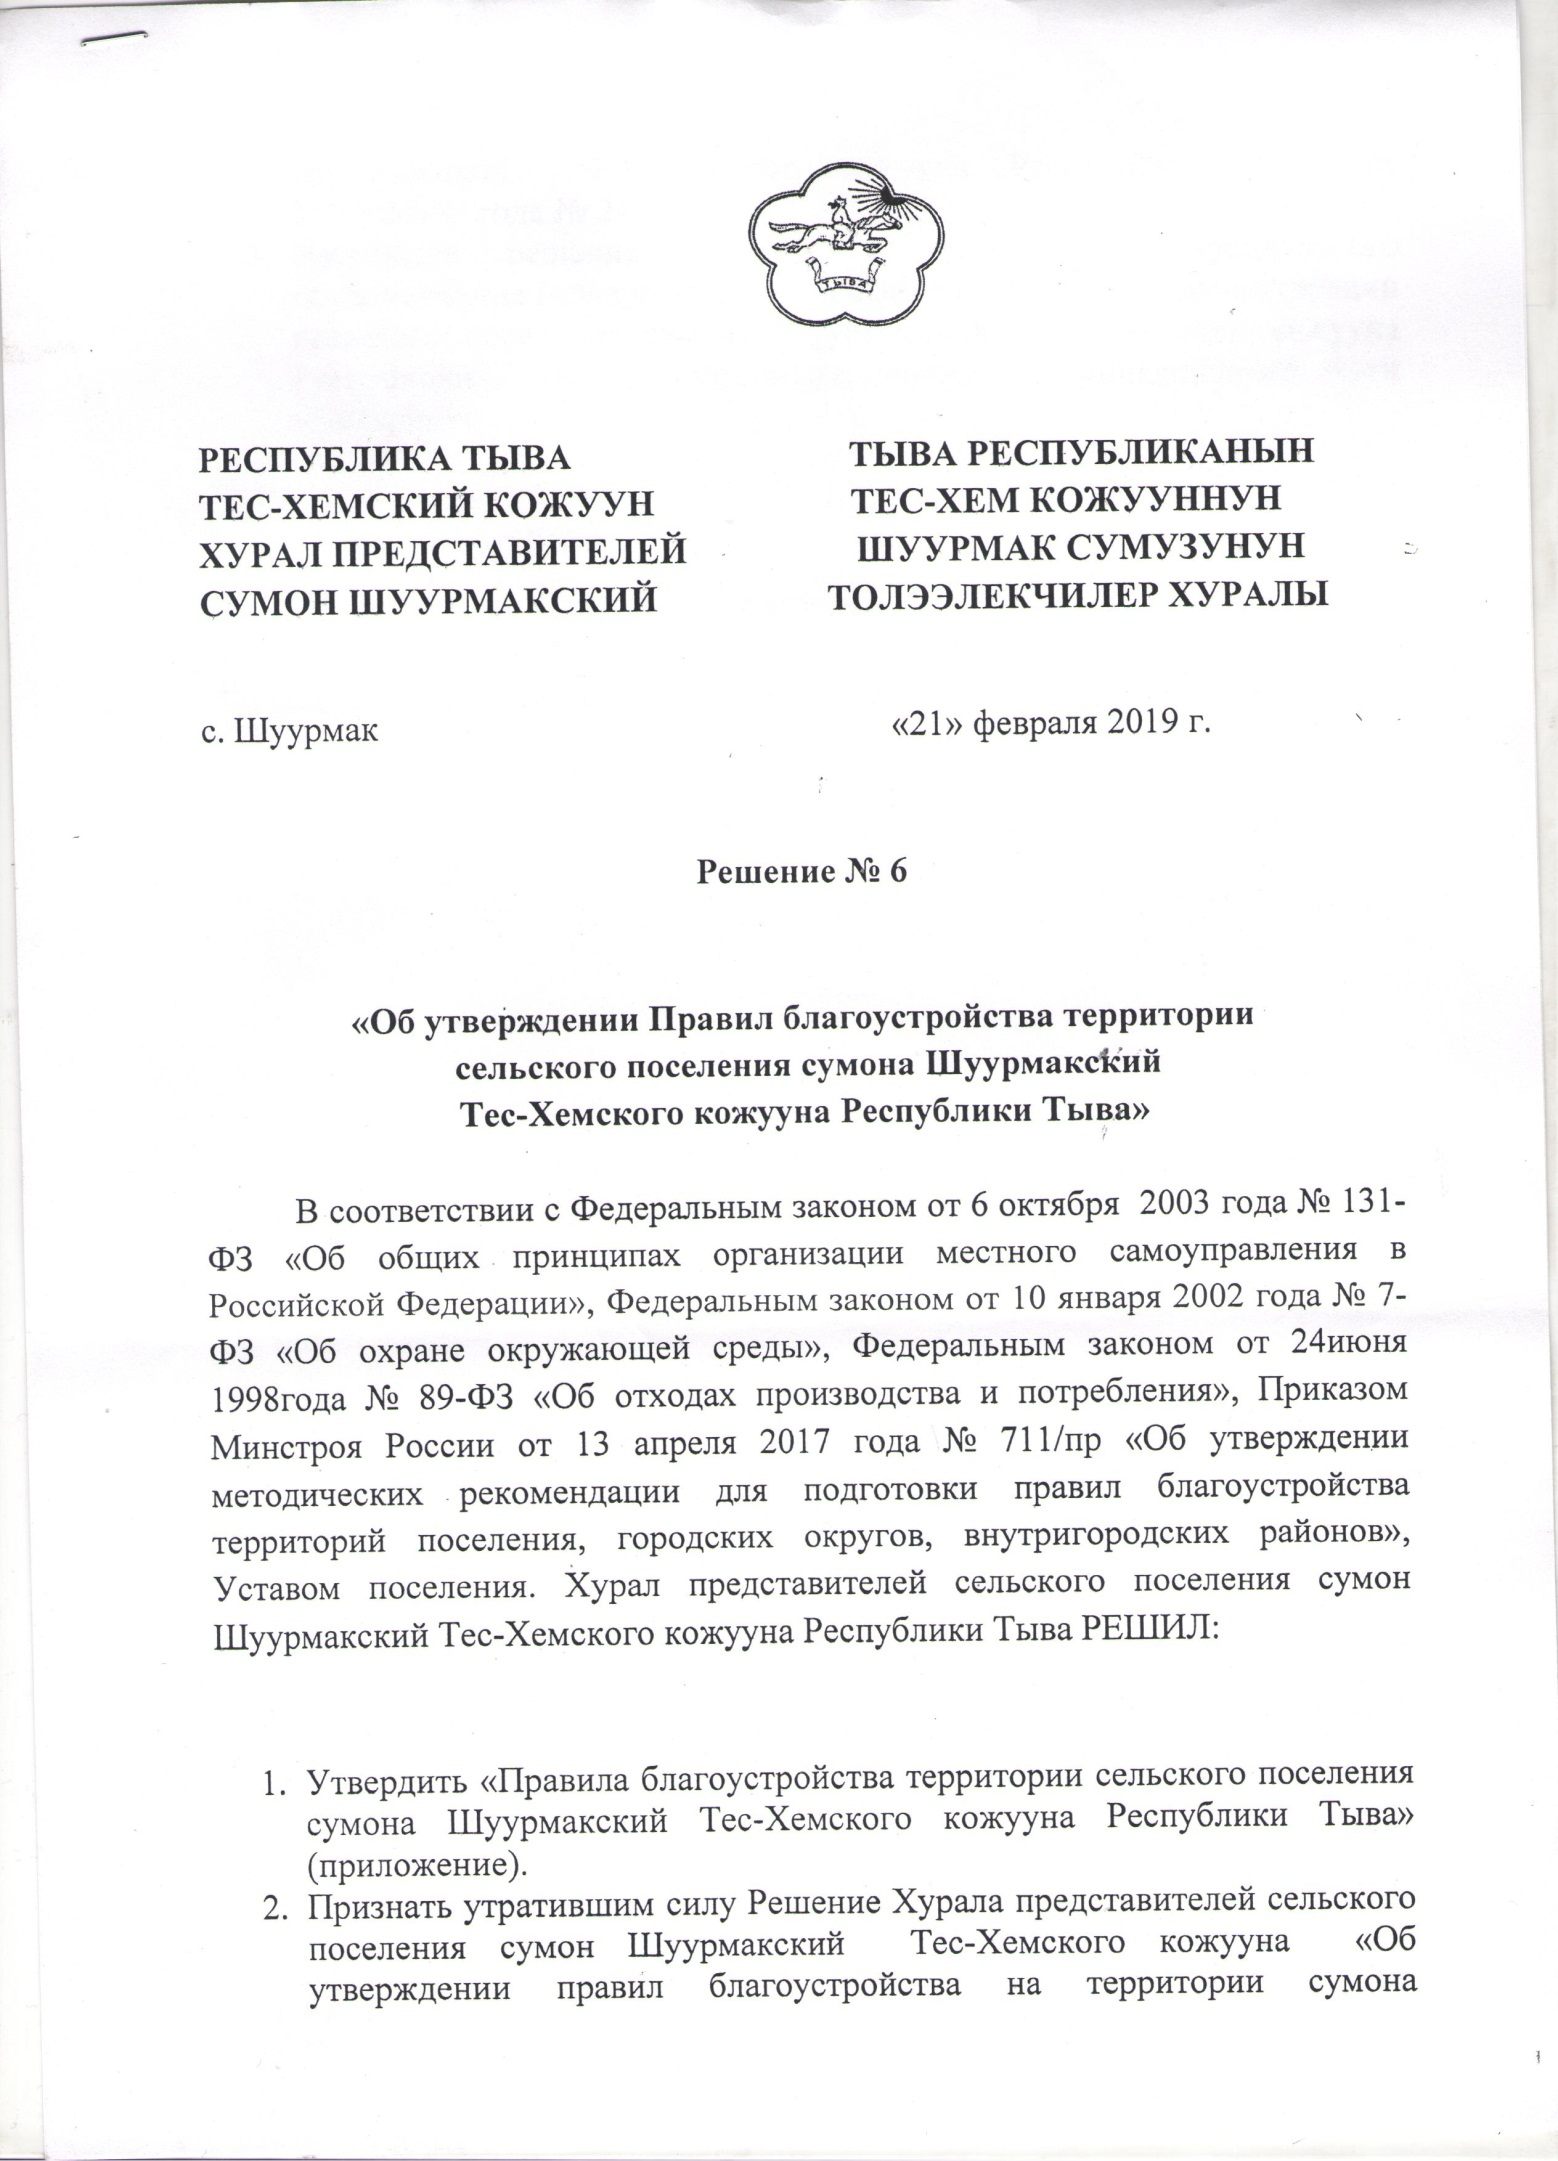 ТЫВА
РЕСПУБЛИКА ТЫВА
ТЕС-ХЕМСКИЙ КОЖУУН
ХУРАЛ ПРЕДСТАВИТЕЛЕЙ
СУМОН ШУУРМАКСКИЙ
ТЫВА РЕСПУБЛИКАНЫН
ТЕС-ХЕМ КОЖУУННУН
ШУУРМАК СУМУЗУНУН
ТОЛЭЭЛЕКЧИЛЕР ХУРАЛЫ
с. Шуурмак
«21» февраля 2019 г.
Решение № 6
«Об утверждении Правил благоустройства территории
сельского поселения сумона Шуурмакский
Тес-Хемского кожууна Республики Тыва»
В соответствии с Федеральным законом от 6 октября 2003 года № 131-
ФЗ «Об общих принципах организации местного самоуправления в
Российской Федерации», Федеральным законом от 10 января 2002 года № 7-
ФЗ «Об охране окружающей среды», Федеральным законом от 24июня
1998года № 89-ФЗ «Об отходах производства и потребления», Приказом
Минстроя России от 13 апреля 2017 года № 711/пр «Об утверждении
методических рекомендации для подготовки правил благоустройства
территорий поселения, городских округов, внутригородских районов»,
Уставом поселения. Хурал представителей сельского поселения сумон
Шуурмакский Тес-Хемского кожууна Республики Тыва РЕШИЛ:
1. Утвердить «Правила благоустройства территории сельского поселения
сумона Шуурмакский Тес-Хемского кожууна Республики Тыва»
(приложение).
2. Признать утратившим силу Решение Хурала представителей сельского
поселения сумон Шуурмакский Тес-Хемского кожууна «Об
утверждении правил благоустройства на территории сумона